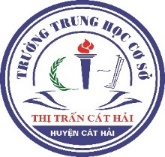 TRƯỜNG TRUNG HỌC CƠ SỞ
THỊ TRẤN CÁT HẢI
HUYỆN CÁT HẢI